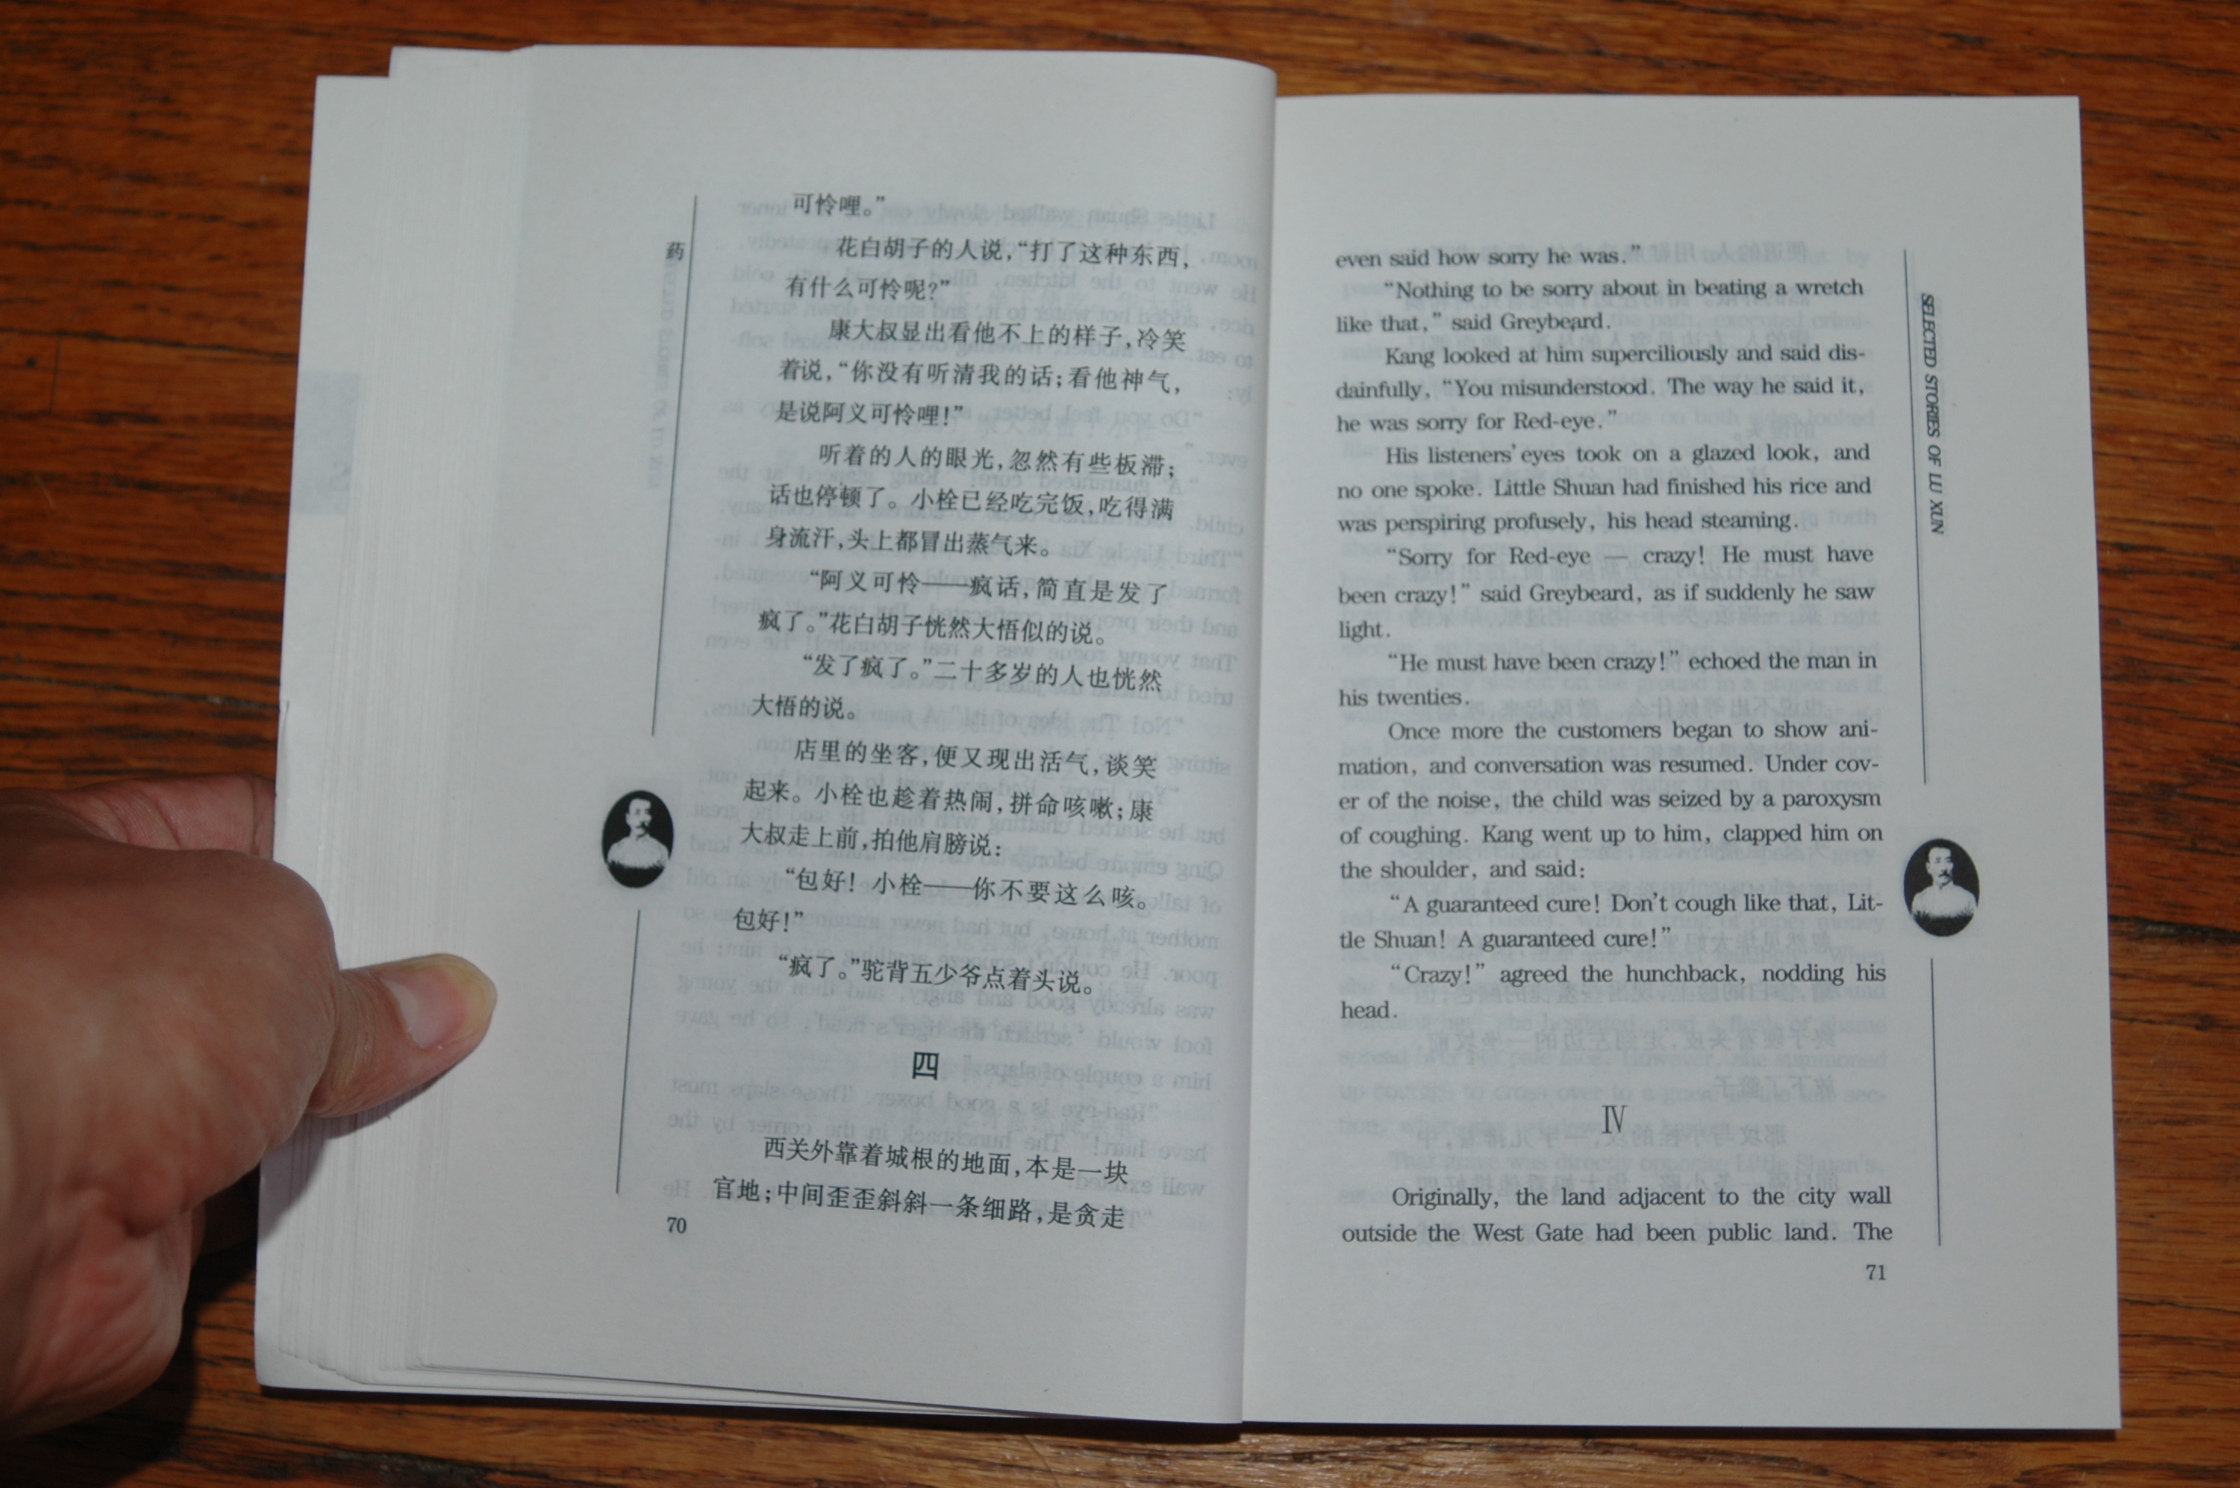 药
可怜哩。”
花白胡子的人说，“打了这种东西，
有什么可怜呢？”
康大叔显出看他不上的样子，冷笑
着说，“你没有听清我的话；看他神气，
是说阿义可怜哩！”
听着的人的眼光，忽然有些板滞；
话也停顿了。小栓已经吃完饭，吃得满
身流汗，头上都冒出蒸气来。
“阿义可怜——疯话，简直是发了
疯了。”花白胡子恍然大悟似的说。
“发了疯了。”二十多岁的人也恍然
大悟的说。
店里的坐客，便又现出活气，谈笑
起来。小栓也趁着热闹，拼命咳嗽；康
大叔走上前，拍他肩膀说：
“包好！小栓——你不要这么咳。
包好！”
“疯了。”驼背五少爷点着头说。
四
西关外靠着城根的地面，本是一块
官地；中间歪歪斜斜一条细路，是贪走
70
SELECTED STORIES OF LU XUN
even said how sorry he was.”
“Nothing to be sorry about in beating a wretch
like that,” said Greybeard.
Kang looked at him superciliously and said dis-
dainfully, “You misunderstood. The way he said it,
he was sorry for Red-eye.”
His listeners’ eyes took on a glazed look, and
no one spoke. Little Shuan had finished his rice and
was perspiring profusely, his head steaming.
“Sorry for Red-eye — crazy! He must have
been crazy!” said Greybeard, as if suddenly he saw
light.
“He must have been crazy!” echoed the man in
his twenties.
Once more the customers began to show ani-
mation, and conversation was resumed. Under cov-
er of the noise, the child was seized by a paroxysm
of coughing. Kang went up to him, clapped him on
the shoulder, and said:
“A guaranteed cure! Don’t cough like that, Lit-
tle Shuan! A guaranteed cure!”
“Crazy!” agreed the hunchback, nodding his
head.
IV
Originally, the land adjacent to the city wall
outside the West Gate had been public land. The
71